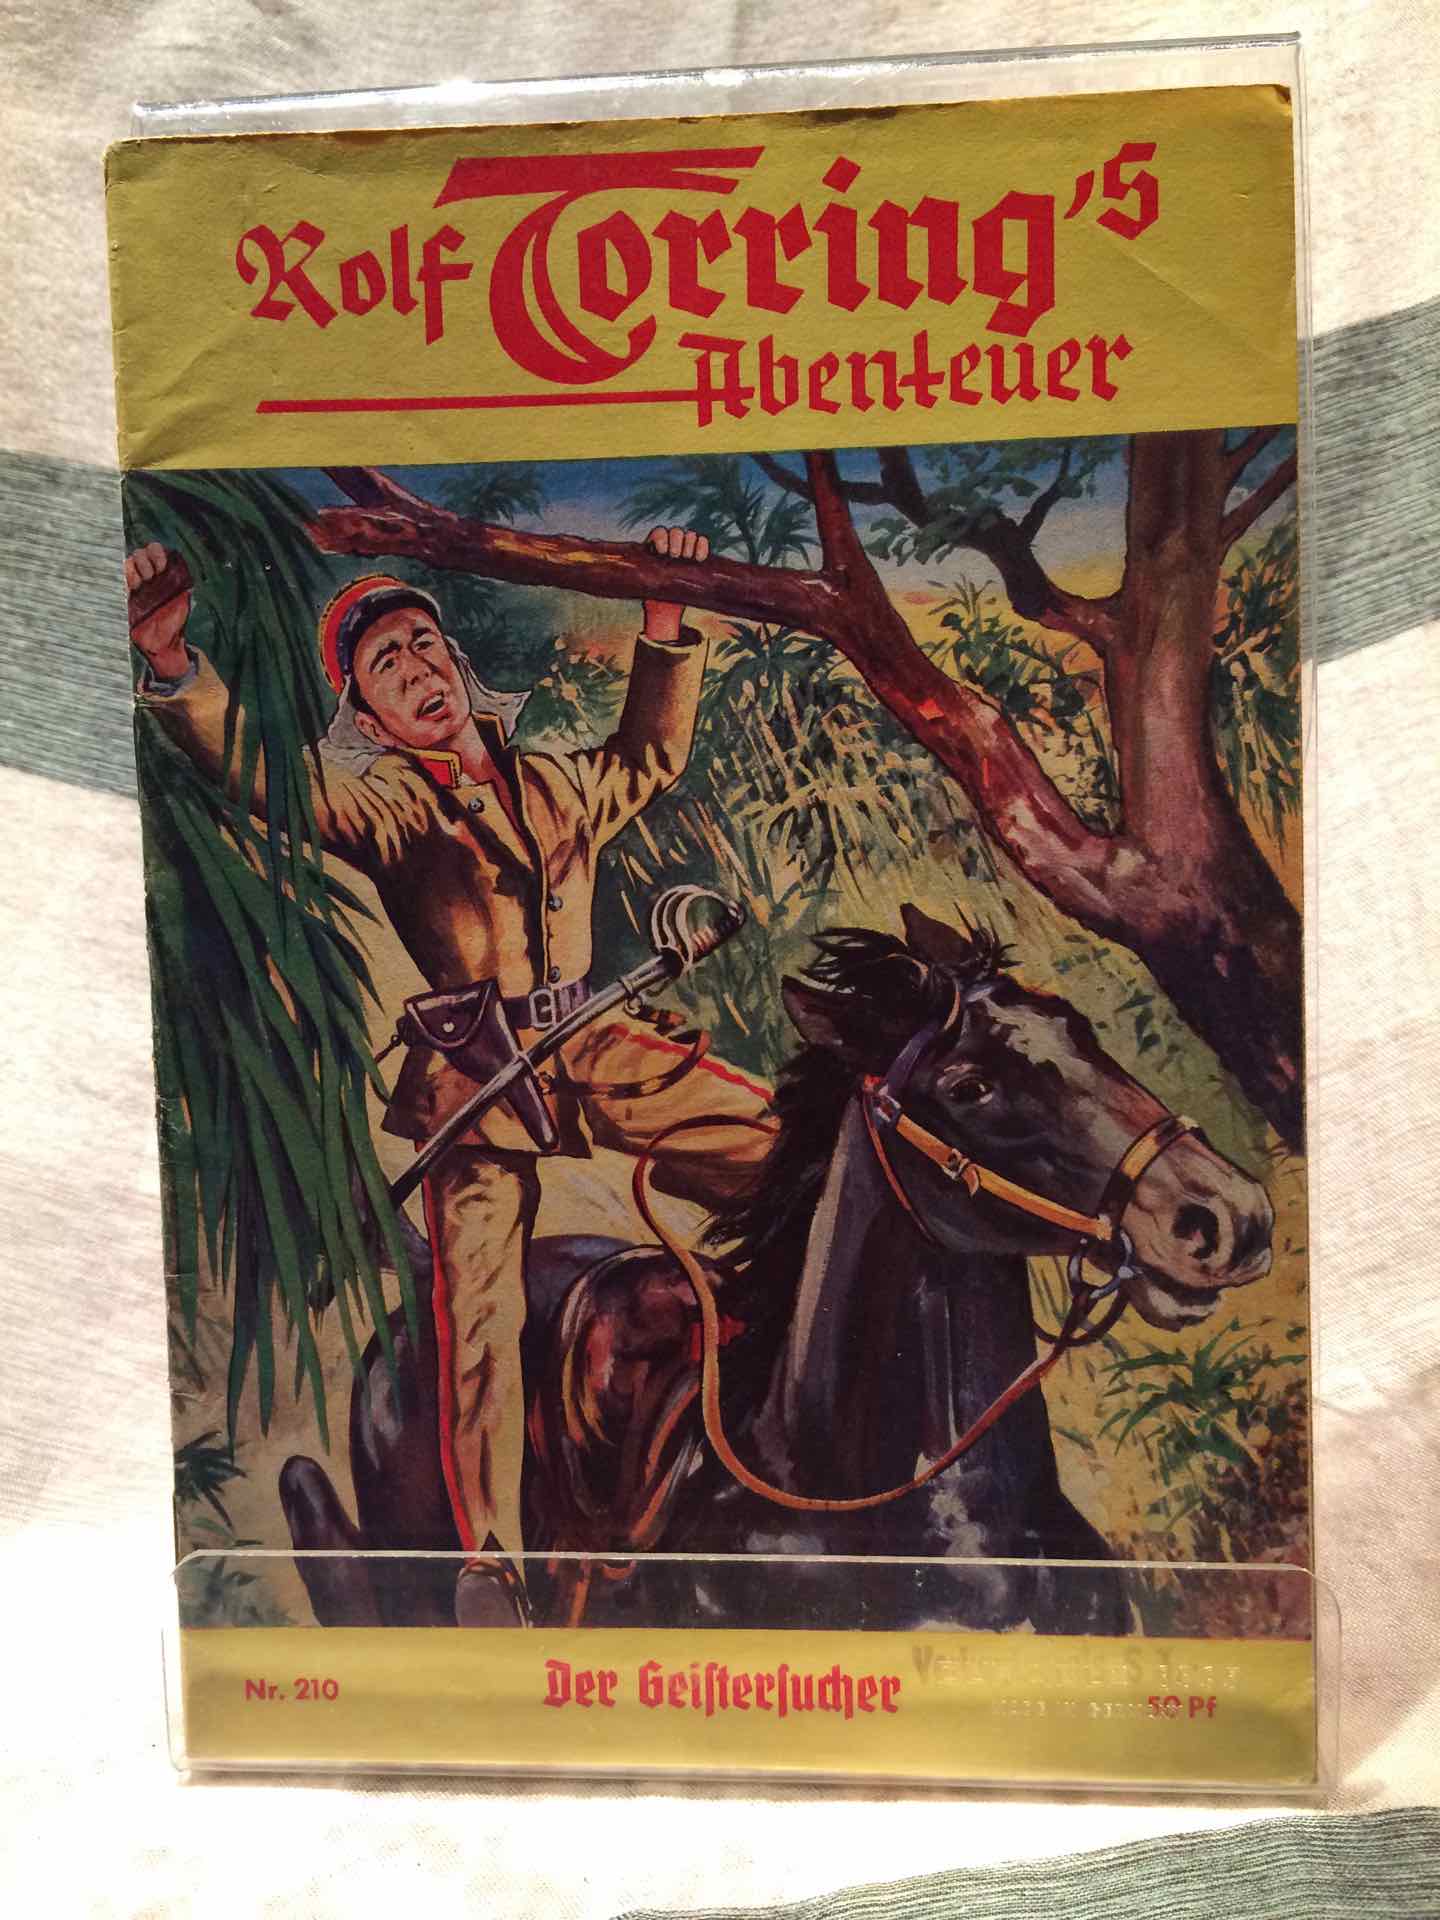 Rolf Torring's
Abenteuer
Nr. 210
Der Geistersucher
50 Pf